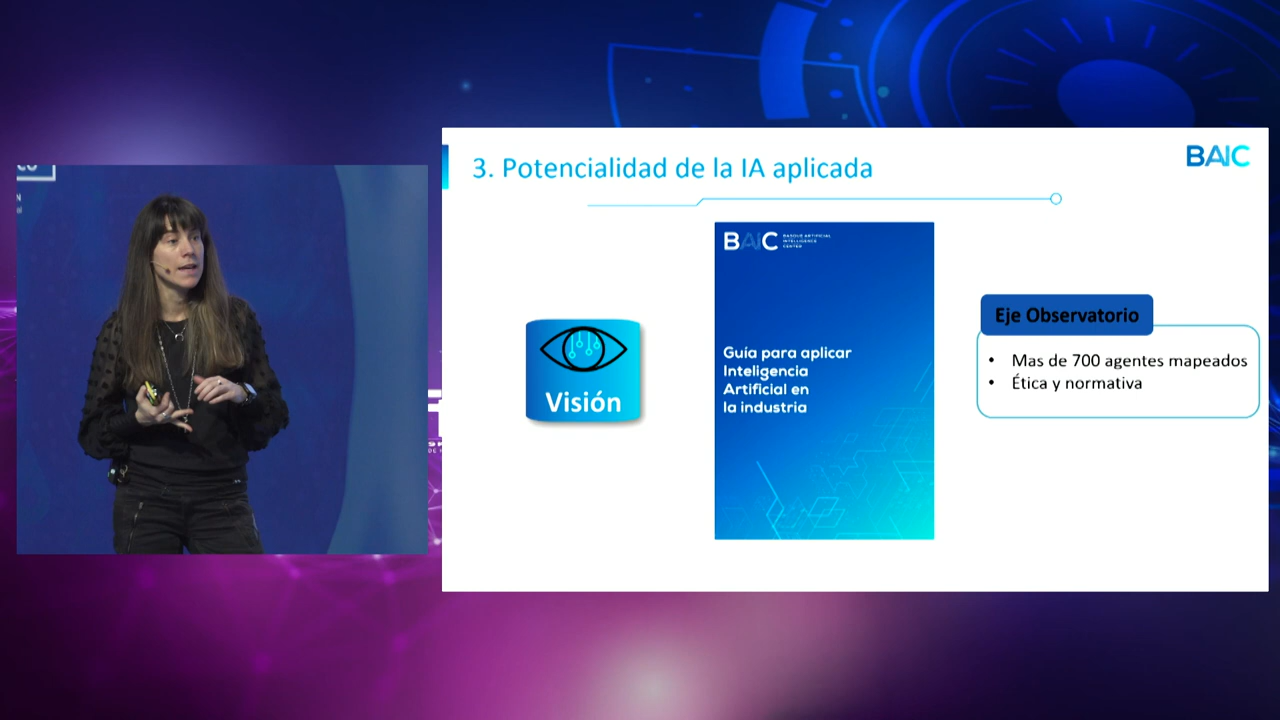 3. Potencialidad de la IA aplicada
BAIC
BAIC
BASQUE ARTIFICIAL
INTELLIGENCE
CENTER
Guía para aplicar
Inteligencia
Artificial en
la industria
Visión
Eje Observatorio
• Mas de 700 agentes mapeados
• Ética y normativa